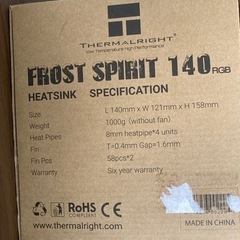 THERMALRIGHT
Low Temperature High Performance
FROST SPIRIT 140 RGB
HEATSINK SPECIFICATION
Size L 140mm x W 121mm x H 158mm
Weight 1000g (without fan)
Heat Pipes 8mm heatpipe*4 units
Fin T=0.4mm Gap=1.6mm
Fin Pcs 58pcs*2
Warranty Six year warranty
CE RoHS COMPLIENT
www.thermalright.com
MADE IN CHINA